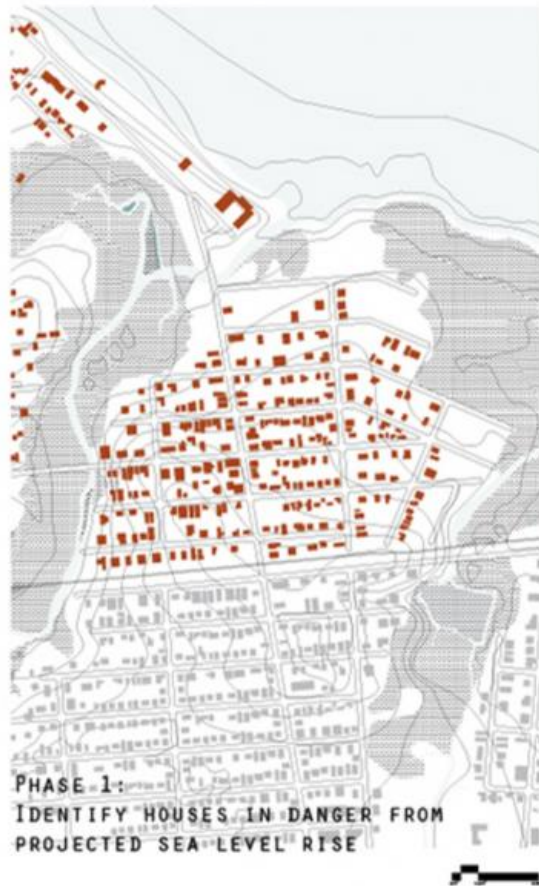 PHASE 1:
IDENTIFY HOUSES IN DANGER FROM
PROJECTED SEA LEVEL RISE